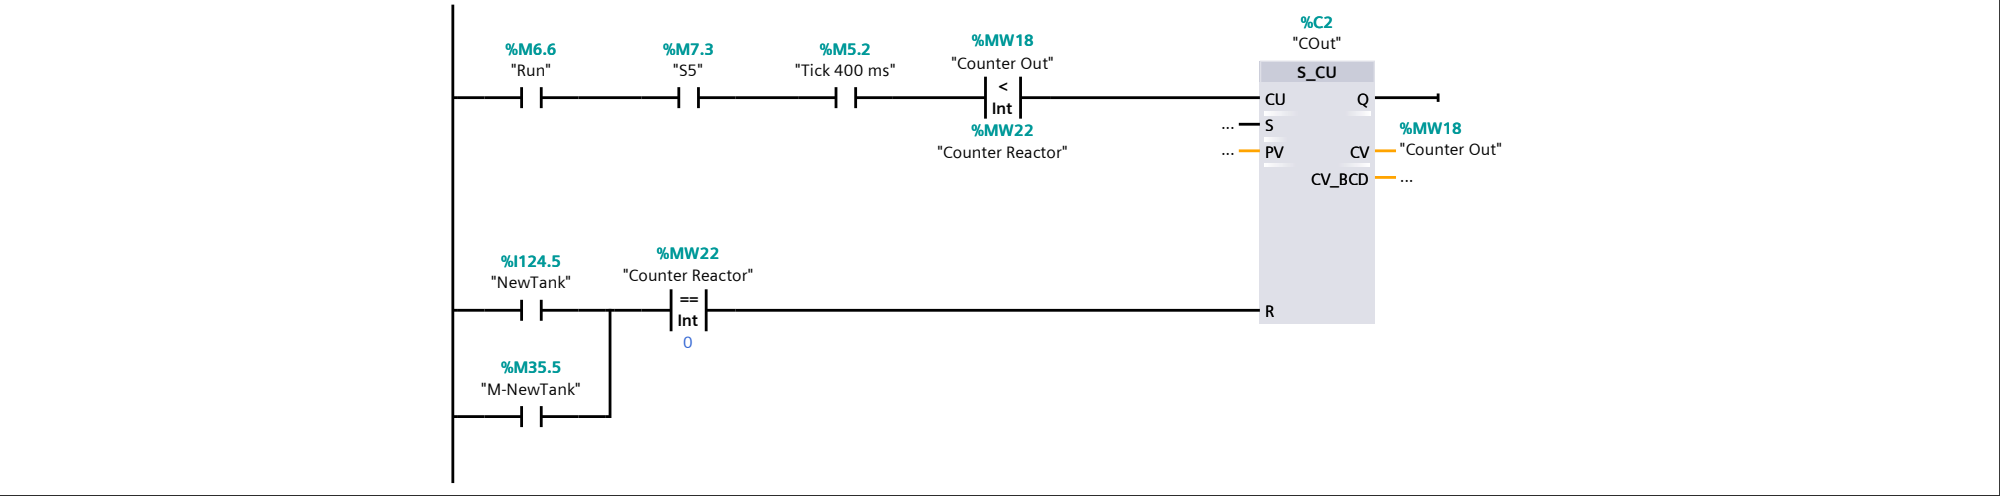 %C2
"COut"
%M6.6
"Run"
%M7.3
"S5"
%M5.2
"Tick 400 ms"
%MW18
"Counter Out"
<
Int
%MW22
"Counter Reactor"
S_CU
CU
Q
... S
... PV
CV
%MW18
"Counter Out"
CV_BCD ...
%I124.5
"NewTank"
%MW22
"Counter Reactor"
==
Int
0
R
%M35.5
"M-NewTank"